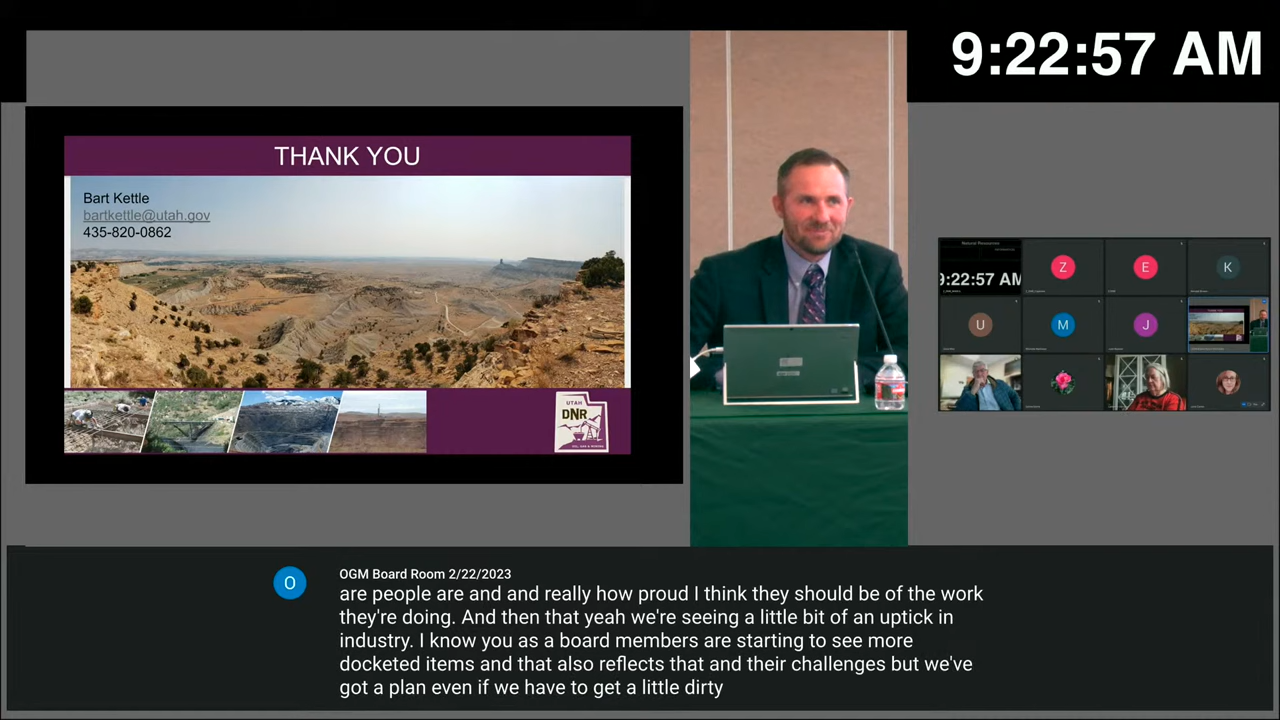 9:22:57 AM
THANK YOU
Bart Kettle
bartkettle@utah.gov
435-820-0862
UTAH
DNR
OIL, GAS & MINING
9:22:57 AM
Z
E
K
U
M
J
O
OGM Board Room 2/22/2023
are people are and and really how proud I think they should be of the work
they're doing. And then that yeah we're seeing a little bit of an uptick in
industry. I know you as a board members are starting to see more
docketed items and that also reflects that and their challenges but we've
got a plan even if we have to get a little dirty